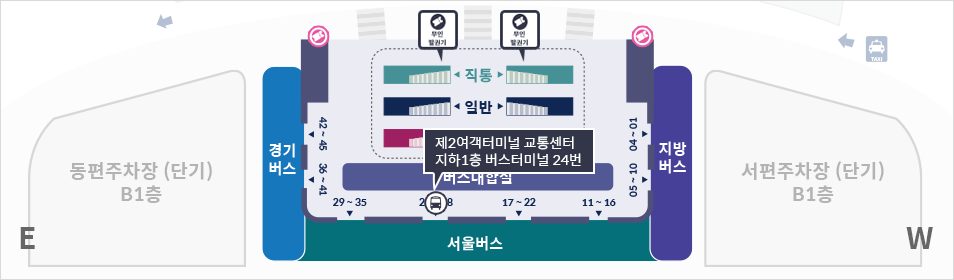 무인
발권기
무인
발권기
TAXI
직통
일반
제2여객터미널 교통센터
지하1층 버스터미널 24번
버스대합실
경기
버스
지방
버스
42 ~ 45
36 ~ 41
04 ~ 01
05 ~ 10
29 ~ 35
17 ~ 22
11 ~ 16
서울버스
동편주차장 (단기)
B1층
서편주차장 (단기)
B1층
E
W